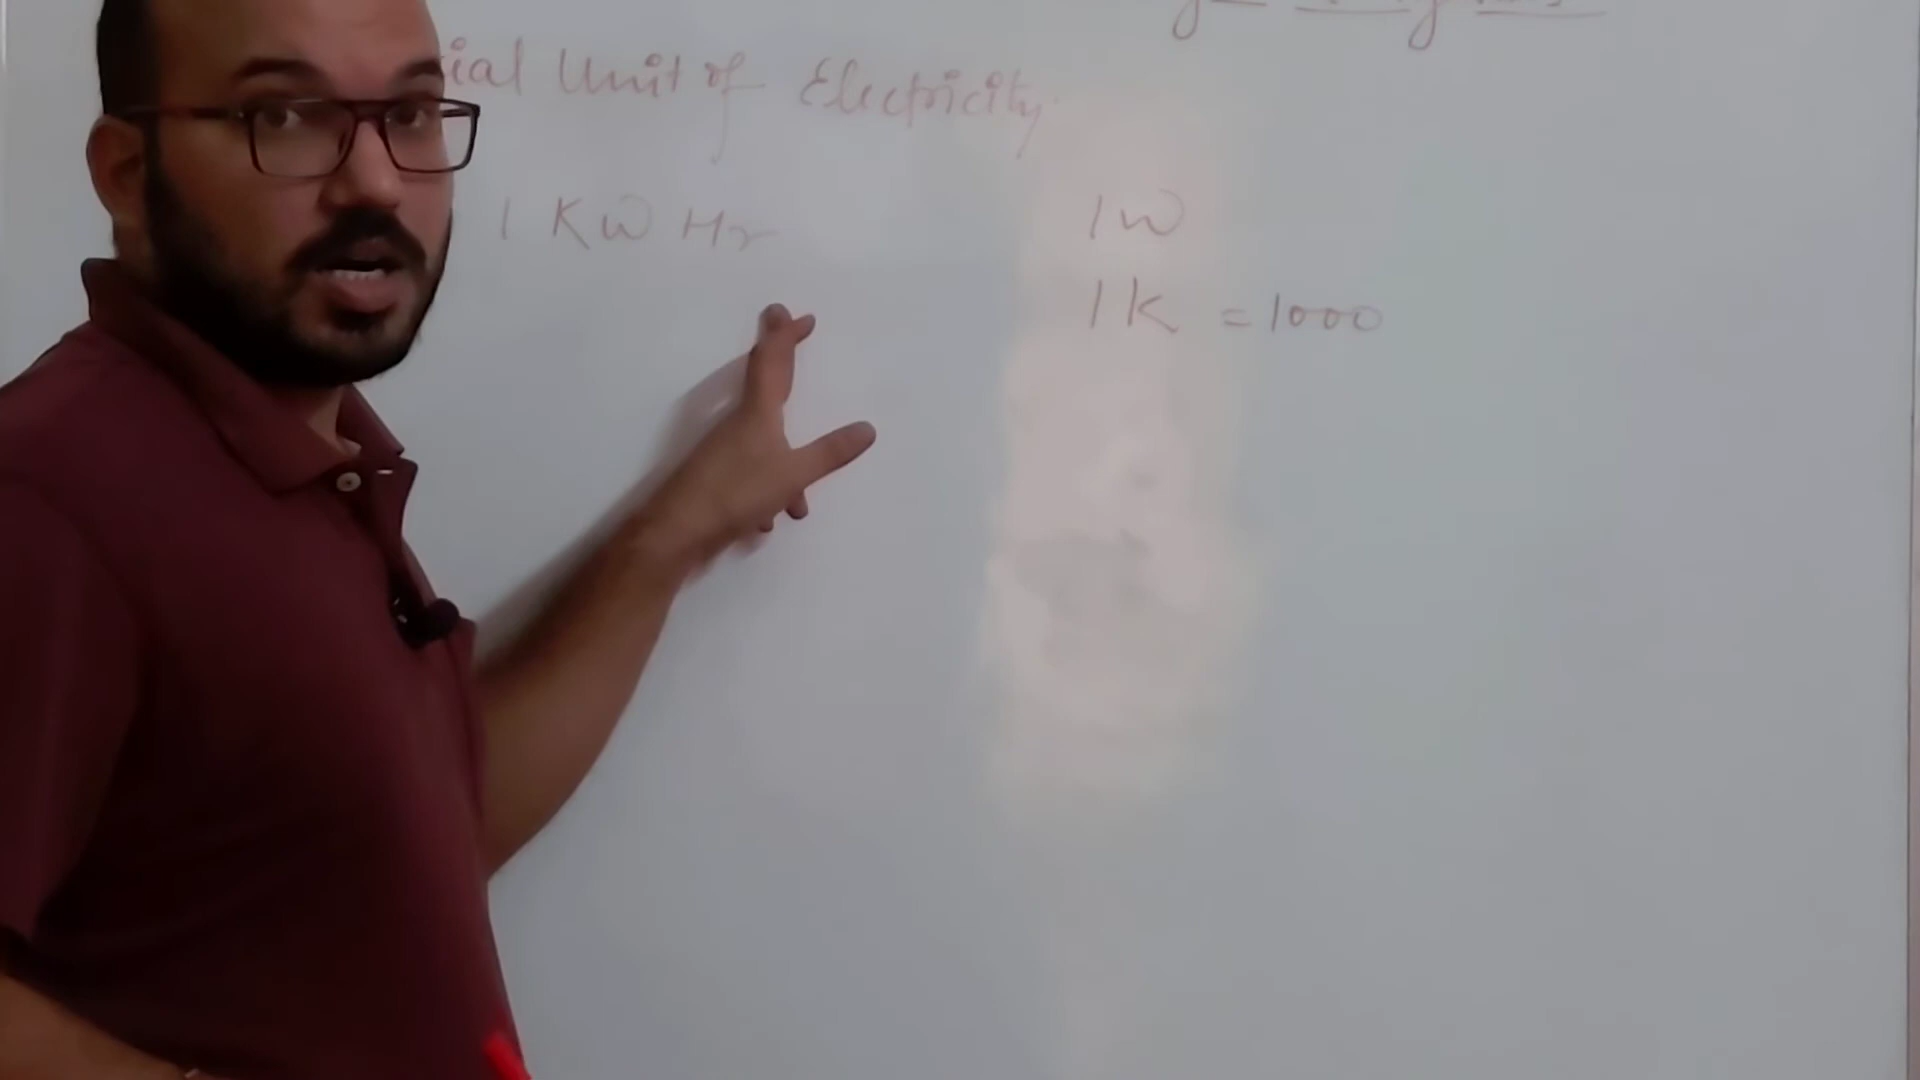 ial Unit of Electricity
1 KW Hr
1W
1K = 1000